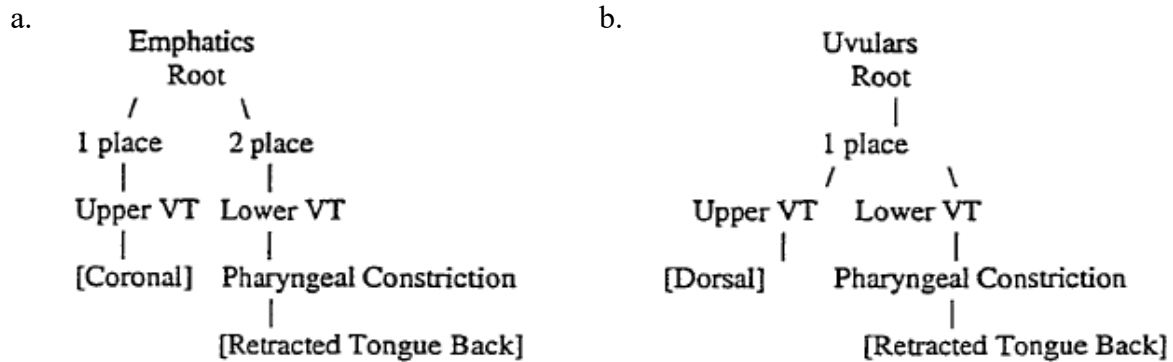 a.
Emphatics
Root
1 place 2 place
Upper VT Lower VT
[Coronal] Pharyngeal Constriction
[Retracted Tongue Back]
b.
Uvulars
Root
1 place
Upper VT Lower VT
[Dorsal] Pharyngeal Constriction
[Retracted Tongue Back]